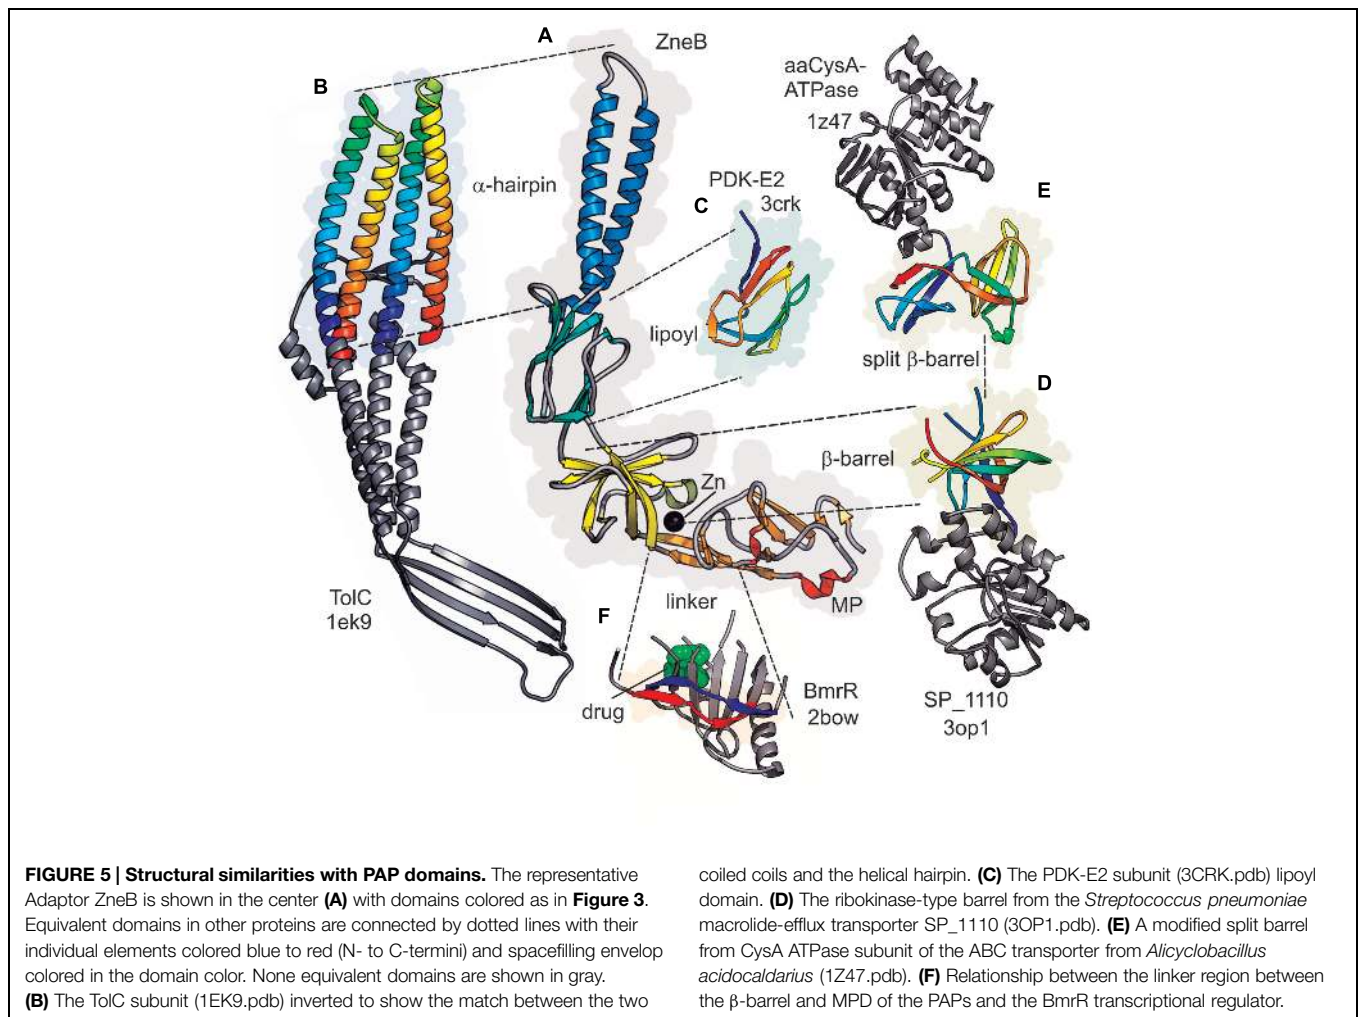 A
ZneB
B
aaCysA-
ATPase
1z47
α-hairpin
PDK-E2
3crk
C
E
lipoyl
split β-barrel
D
β-barrel
Zn
TolC
1ek9
linker
MP
F
drug
BmrR
2bow
SP_1110
3op1
FIGURE 5 | Structural similarities with PAP domains. The representative
Adaptor ZneB is shown in the center (A) with domains colored as in Figure 3.
Equivalent domains in other proteins are connected by dotted lines with their
individual elements colored blue to red (N- to C-termini) and spacefilling envelop
colored in the domain color. None equivalent domains are shown in gray.
(B) The TolC subunit (1EK9.pdb) inverted to show the match between the two
coiled coils and the helical hairpin. (C) The PDK-E2 subunit (3CRK.pdb) lipoyl
domain. (D) The ribokinase-type barrel from the Streptococcus pneumoniae
macrolide-efflux transporter SP_1110 (3OP1.pdb). (E) A modified split barrel
from CysA ATPase subunit of the ABC transporter from Alicyclobacillus
acidocaldarius (1Z47.pdb). (F) Relationship between the linker region between
the β-barrel and MPD of the PAPs and the BmrR transcriptional regulator.